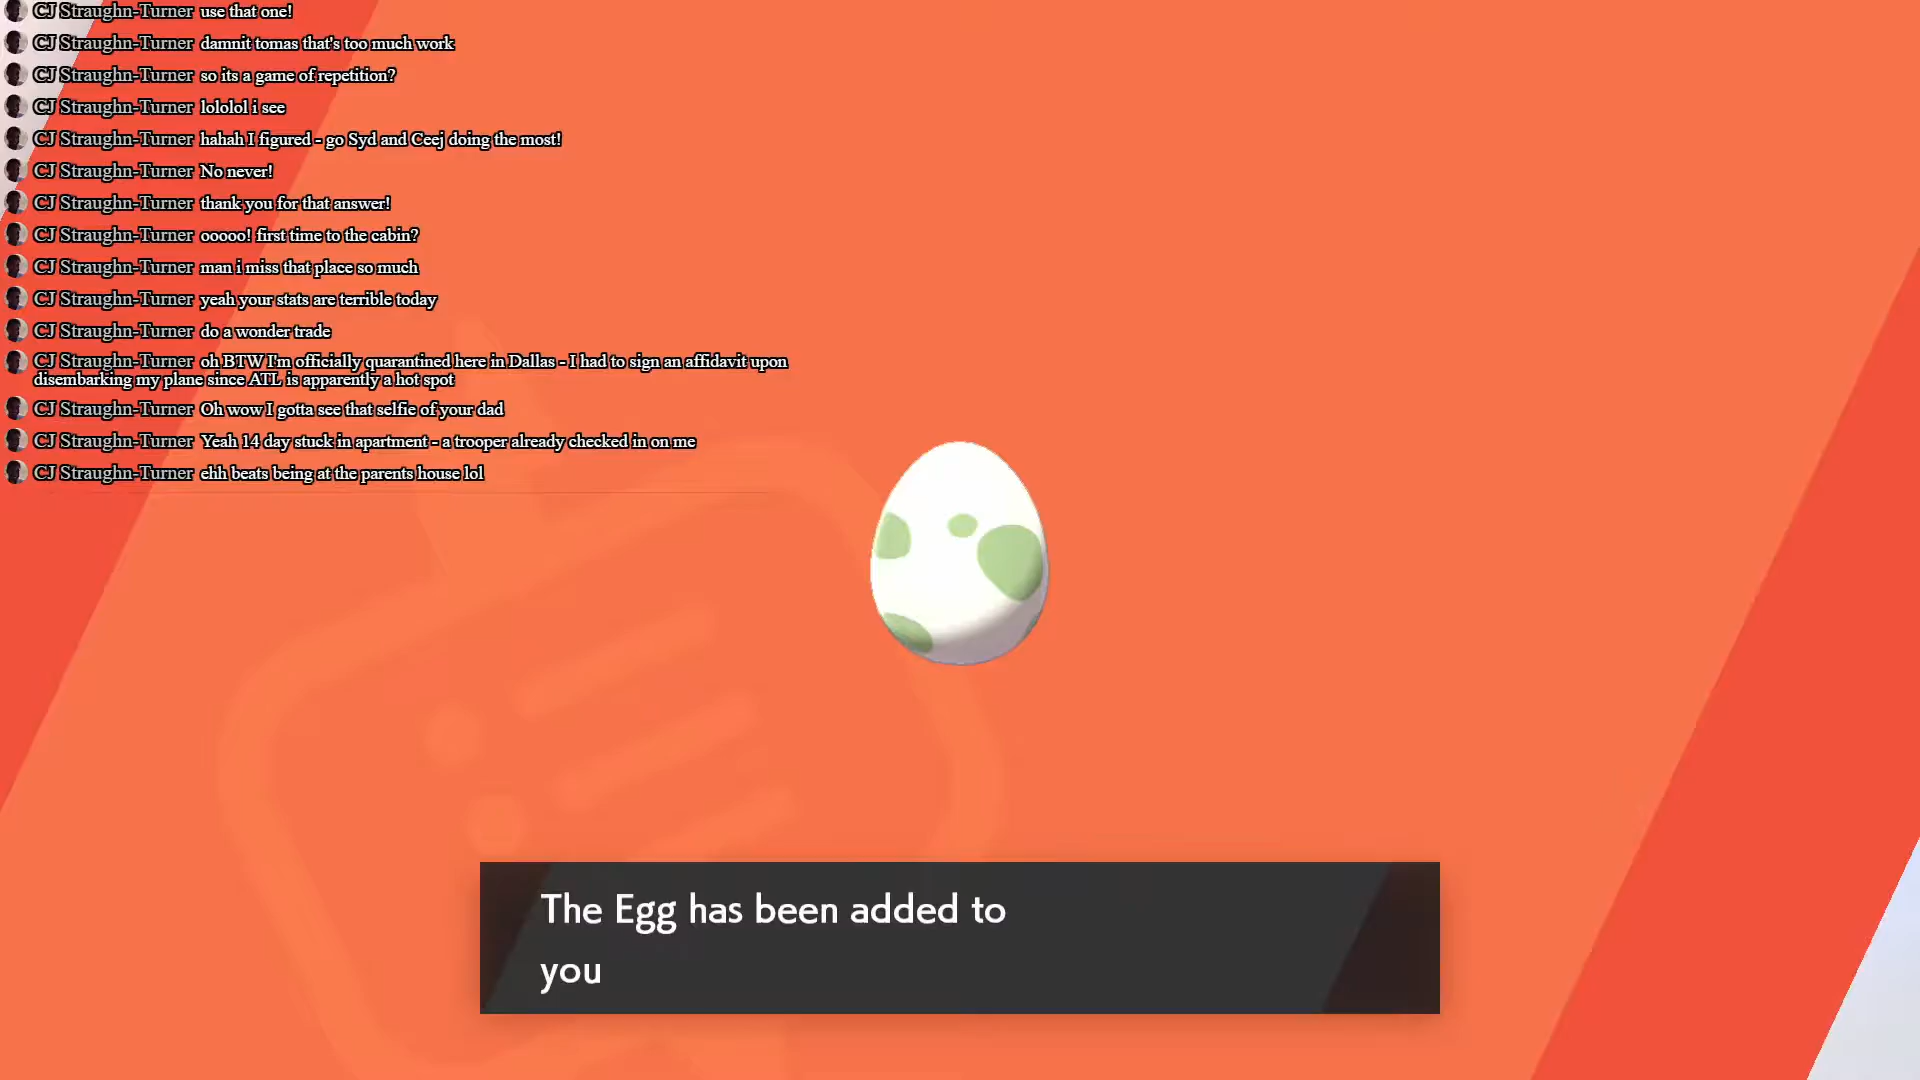 CJ Straughn-Turner use that one!
CJ Straughn-Turner damnit tomas that's too much work
CJ Straughn-Turner so its a game of repetition?
CJ Straughn-Turner lololol i see
CJ Straughn-Turner hahah I figured - go Syd and Ceej doing the most!
CJ Straughn-Turner No never!
CJ Straughn-Turner thank you for that answer!
CJ Straughn-Turner ooooo! first time to the cabin?
CJ Straughn-Turner man i miss that place so much
CJ Straughn-Turner yeah your stats are terrible today
CJ Straughn-Turner do a wonder trade
CJ Straughn-Turner oh BTW I'm officially quarantined here in Dallas - I had to sign an affidavit upon
disembarking my plane since ATL is apparently a hot spot
CJ Straughn-Turner Oh wow I gotta see that selfie of your dad
CJ Straughn-Turner Yeah 14 day stuck in apartment - a trooper already checked in on me
CJ Straughn-Turner ehh beats being at the parents house lol
The Egg has been added to
you